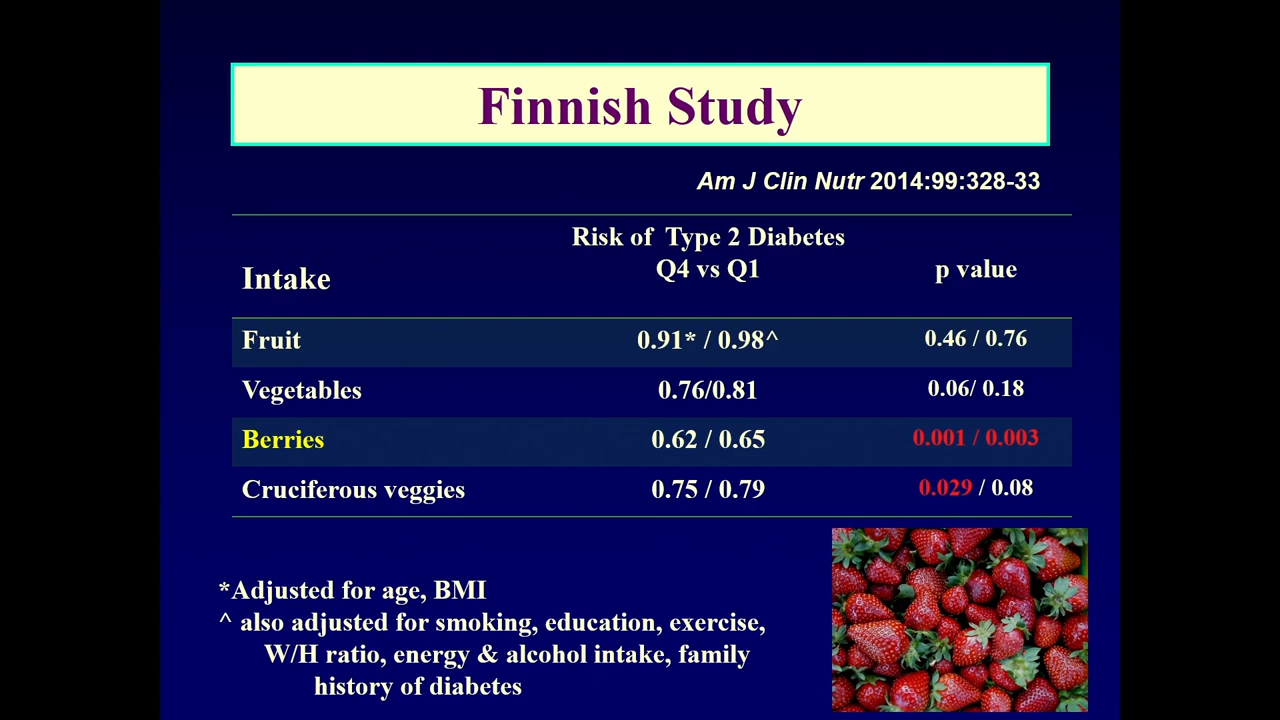 Finnish Study
Am J Clin Nutr 2014:99:328-33
Risk of Type 2 Diabetes
Intake Q4 vs Q1 p value
Fruit 0.91* / 0.98^ 0.46 / 0.76
Vegetables 0.76/0.81 0.06/ 0.18
Berries 0.62 / 0.65 0.001 / 0.003
Cruciferous veggies 0.75 / 0.79 0.029 / 0.08
*Adjusted for age, BMI
^ also adjusted for smoking, education, exercise,
W/H ratio, energy & alcohol intake, family
history of diabetes